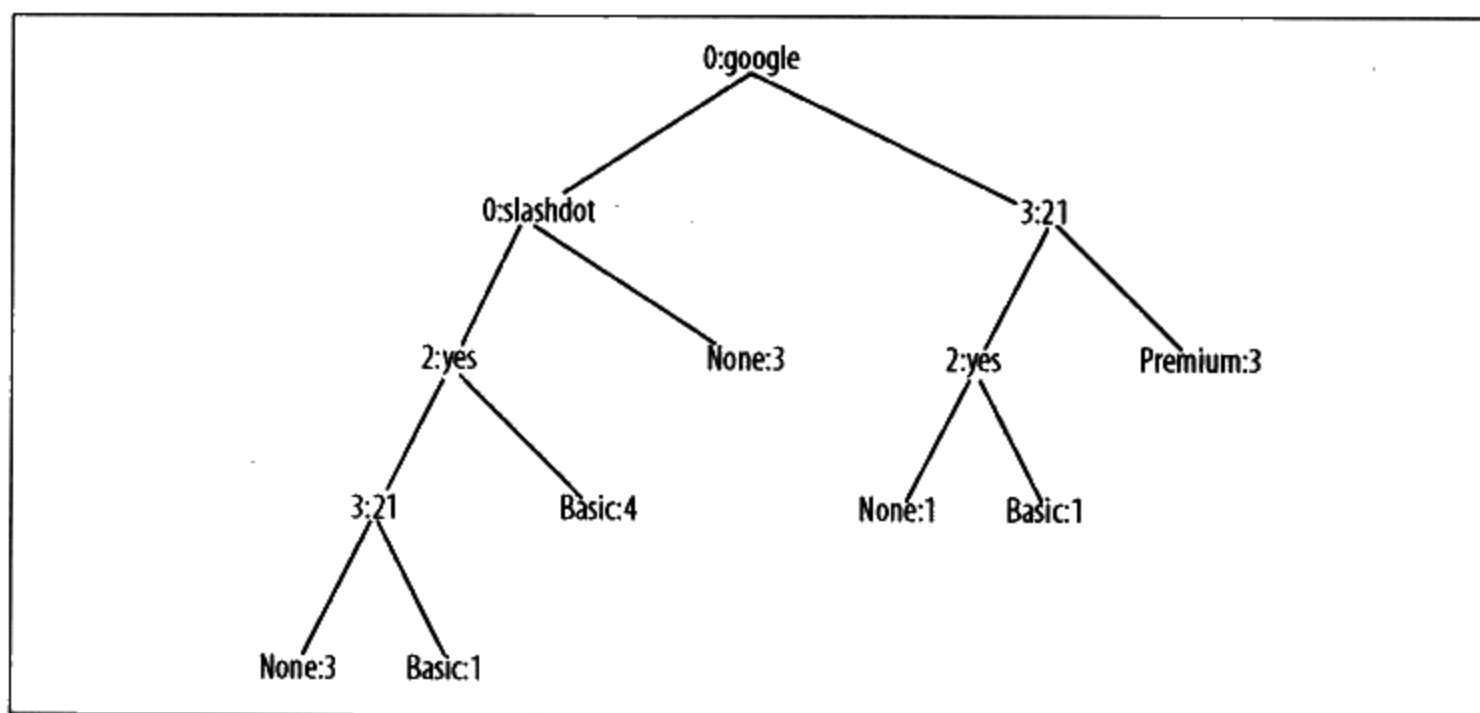 0:google
0:slashdot 3:21
2:yes None:3 2:yes Premium:3
3:21 Basic:4 None:1 Basic:1
None:3 Basic:1